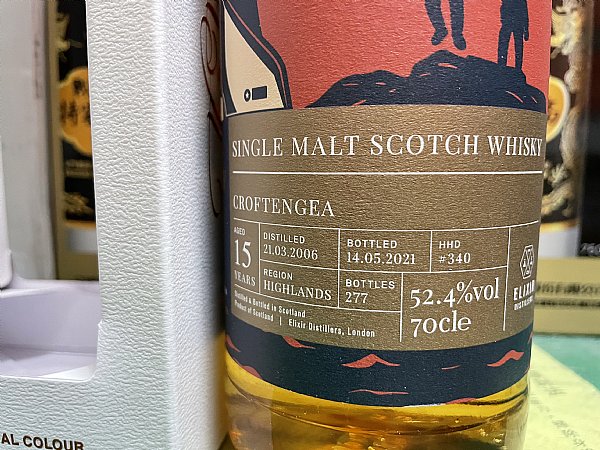 SINGLE MALT SCOTCH WHISKY
CROFTENGEA
AGED
15
YEARS
DISTILLED
21.03.2006
BOTTLED
14.05.2021
HHD
#340
REGION
HIGHLANDS
BOTTLES
277
52.4%vol
70cle
Distilled & Bottled in Scotland
Product of Scotland | Elixir Distillers, London
AL COLOUR